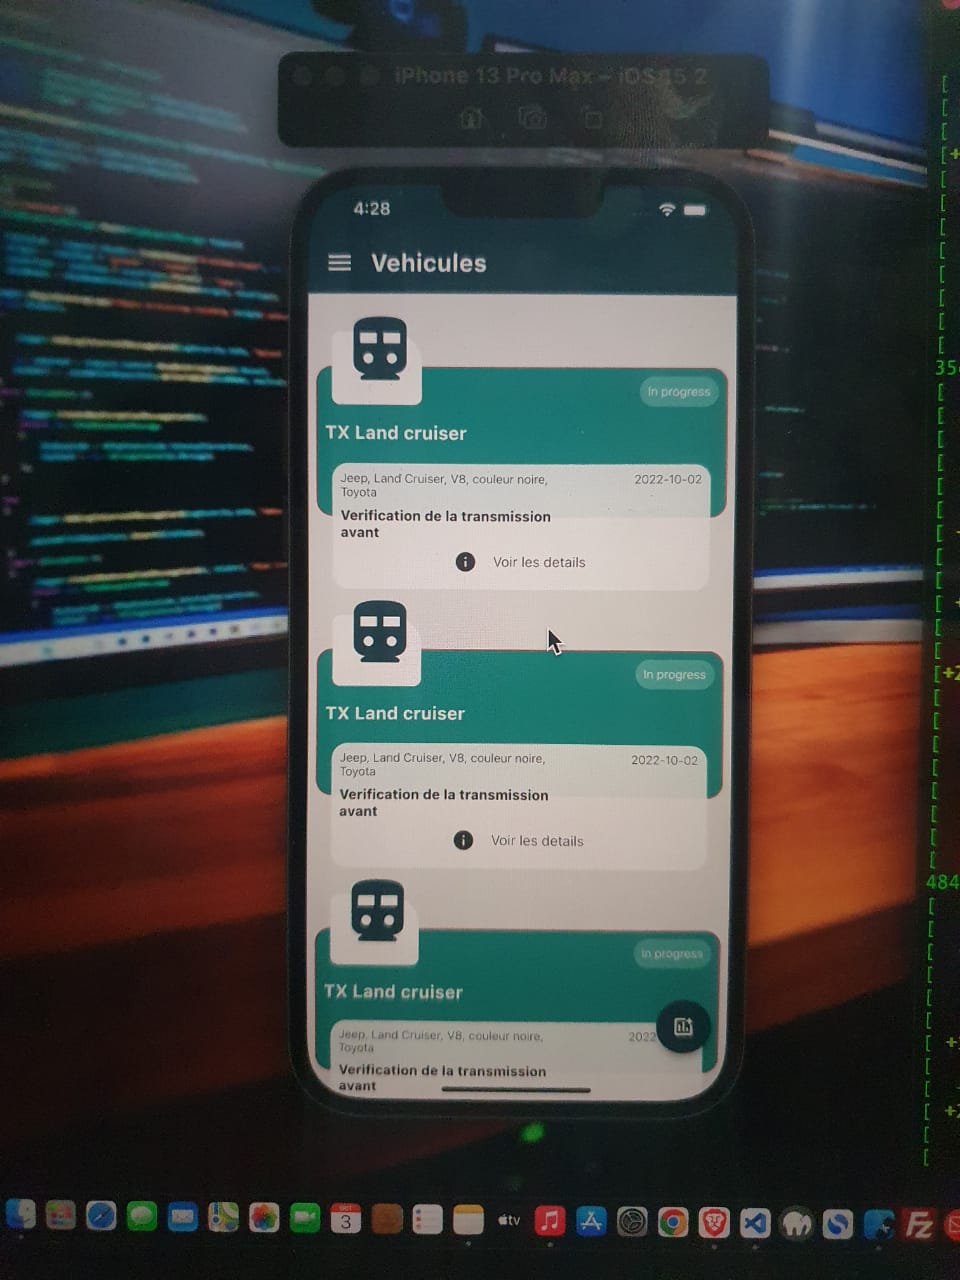 iPhone 13 Pro Max – iOS 15 2
4:28
Vehicules
In progress
TX Land cruiser
Jeep, Land Cruiser, V8, couleur noire,
Toyota
2022-10-02
Verification de la transmission
avant
Voir les details
In progress
TX Land cruiser
Jeep, Land Cruiser, V8, couleur noire,
Toyota
2022-10-02
Verification de la transmission
avant
Voir les details
In progress
TX Land cruiser
Jeep, Land Cruiser, V8, couleur noire,
Toyota
2022
Verification de la transmission
avant
354
484
3
tv
Fz